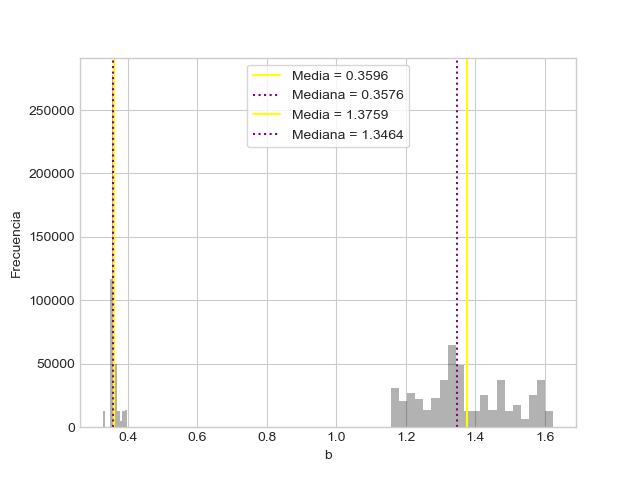 Media = 0.3596
Mediana = 0.3576
Media = 1.3759
Mediana = 1.3464
Frecuencia
250000
200000
150000
100000
50000
0
0.4 0.6 0.8 1.0 1.2 1.4 1.6
b